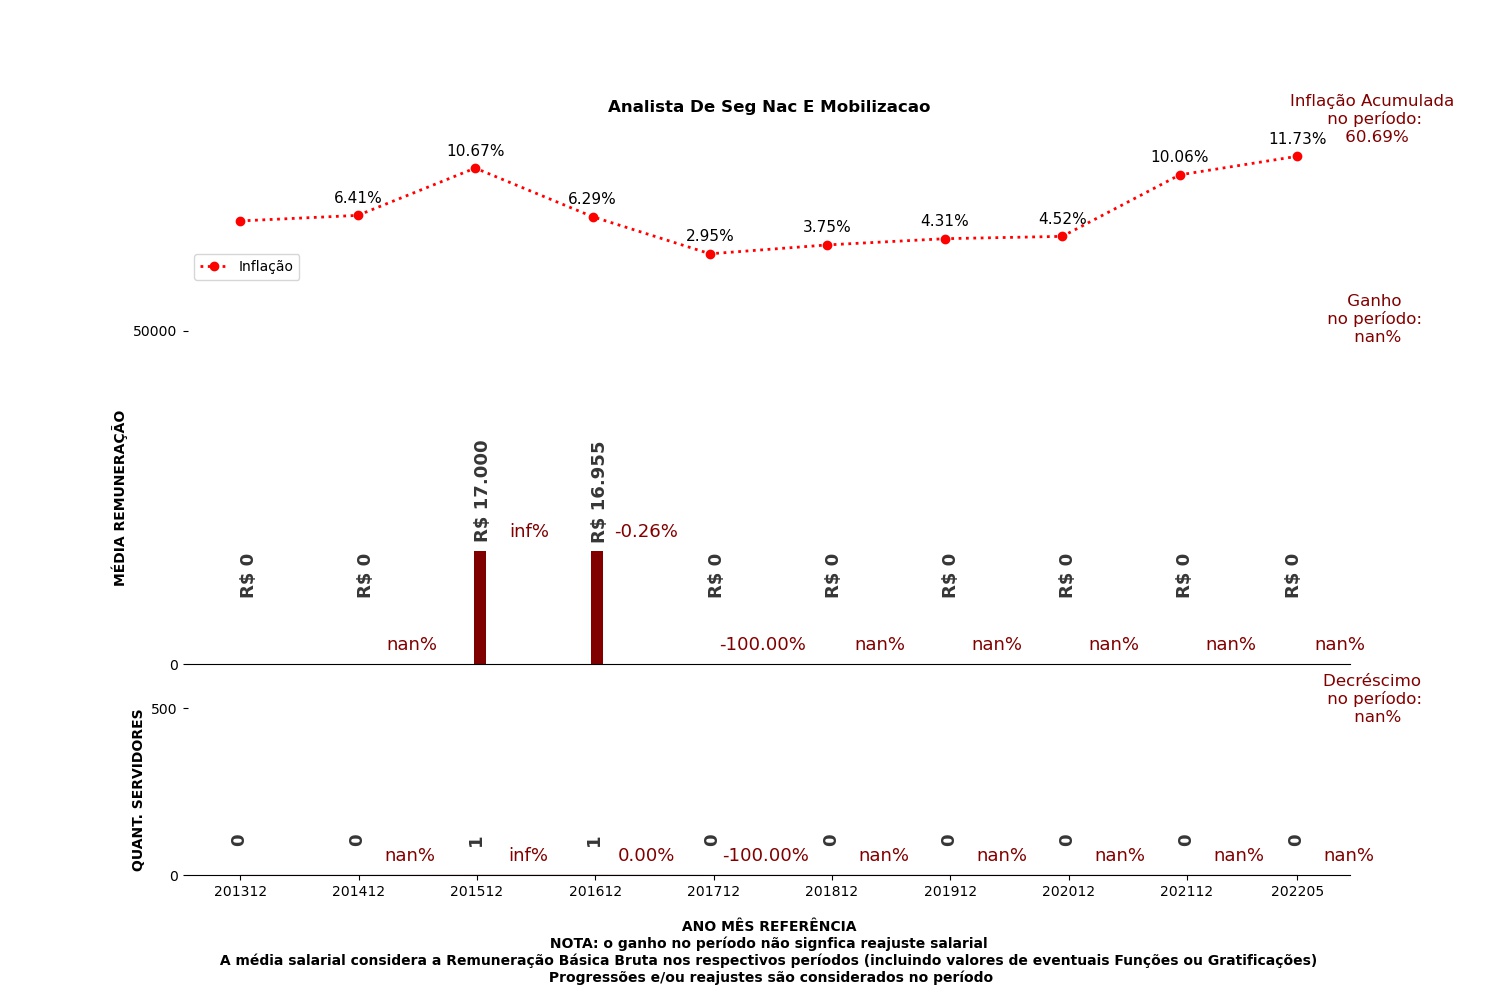 Analista De Seg Nac E Mobilizacao
Inflação Acumulada
no período:
60.69%
6.41%
10.67%
6.29%
2.95%
3.75%
4.31%
4.52%
10.06%
11.73%
Inflação
Ganho
no período:
nan%
50000
0
MÉDIA REMUNERAÇÃO
R$ 0
R$ 0
R$ 17.000
R$ 16.955
R$ 0
R$ 0
R$ 0
R$ 0
R$ 0
R$ 0
nan%
inf%
-0.26%
-100.00%
nan%
nan%
nan%
nan%
nan%
Decréscimo
no período:
nan%
500
0
QUANT. SERVIDORES
0
0
1
1
0
0
0
0
0
0
nan%
inf%
0.00%
-100.00%
nan%
nan%
nan%
nan%
nan%
201312
201412
201512
201612
201712
201812
201912
202012
202112
202205
ANO MÊS REFERÊNCIA
NOTA: o ganho no período não signfica reajuste salarial
A média salarial considera a Remuneração Básica Bruta nos respectivos períodos (incluindo valores de eventuais Funções ou Gratificações)
Progressões e/ou reajustes são considerados no período